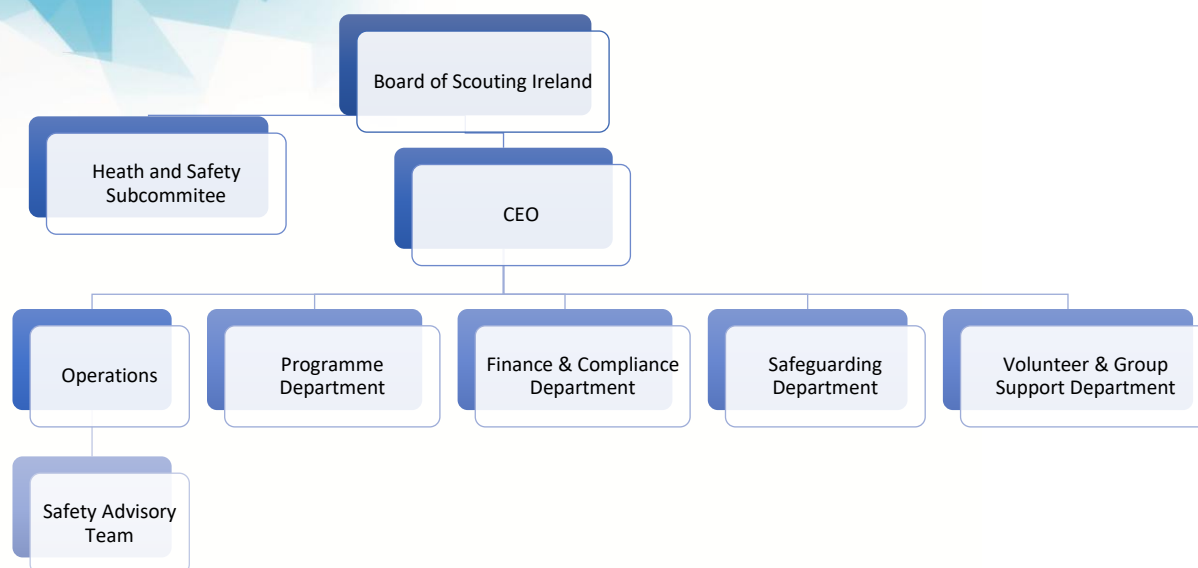 Board of Scouting Ireland
Heath and Safety
Subcommitee
CEO
Operations
Programme
Department
Finance & Compliance
Department
Safeguarding
Department
Volunteer & Group
Support Department
Safety Advisory
Team